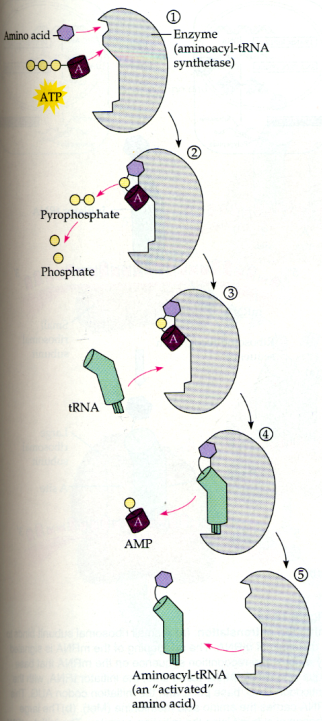 ①
Amino acid
Enzyme
(aminoacyl-tRNA
synthetase)
A
ATP
②
A
Pyrophosphate
Phosphate
③
A
tRNA
④
A
AMP
⑤
Aminoacyl-tRNA
(an "activated"
amino acid)